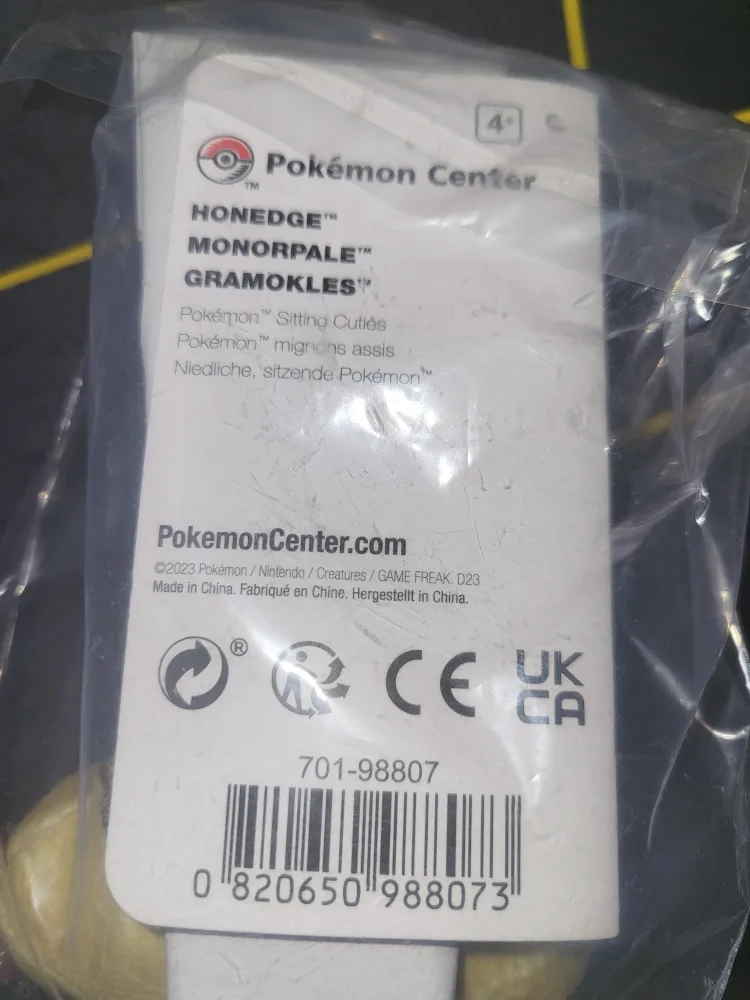 4+
Pokémon Center
™
HONEDGE™
MONORPALE™
GRAMOKLES™
Pokémon™ Sitting Cuties
Pokémon™ mignons assis
Niedliche, sitzende Pokémon™
PokemonCenter.com
©2023 Pokémon / Nintendo / Creatures / GAME FREAK. D23
Made in China. Fabriqué en Chine. Hergestellt in China.
®
CE
UK
CA
701-98807
0 820650 988073